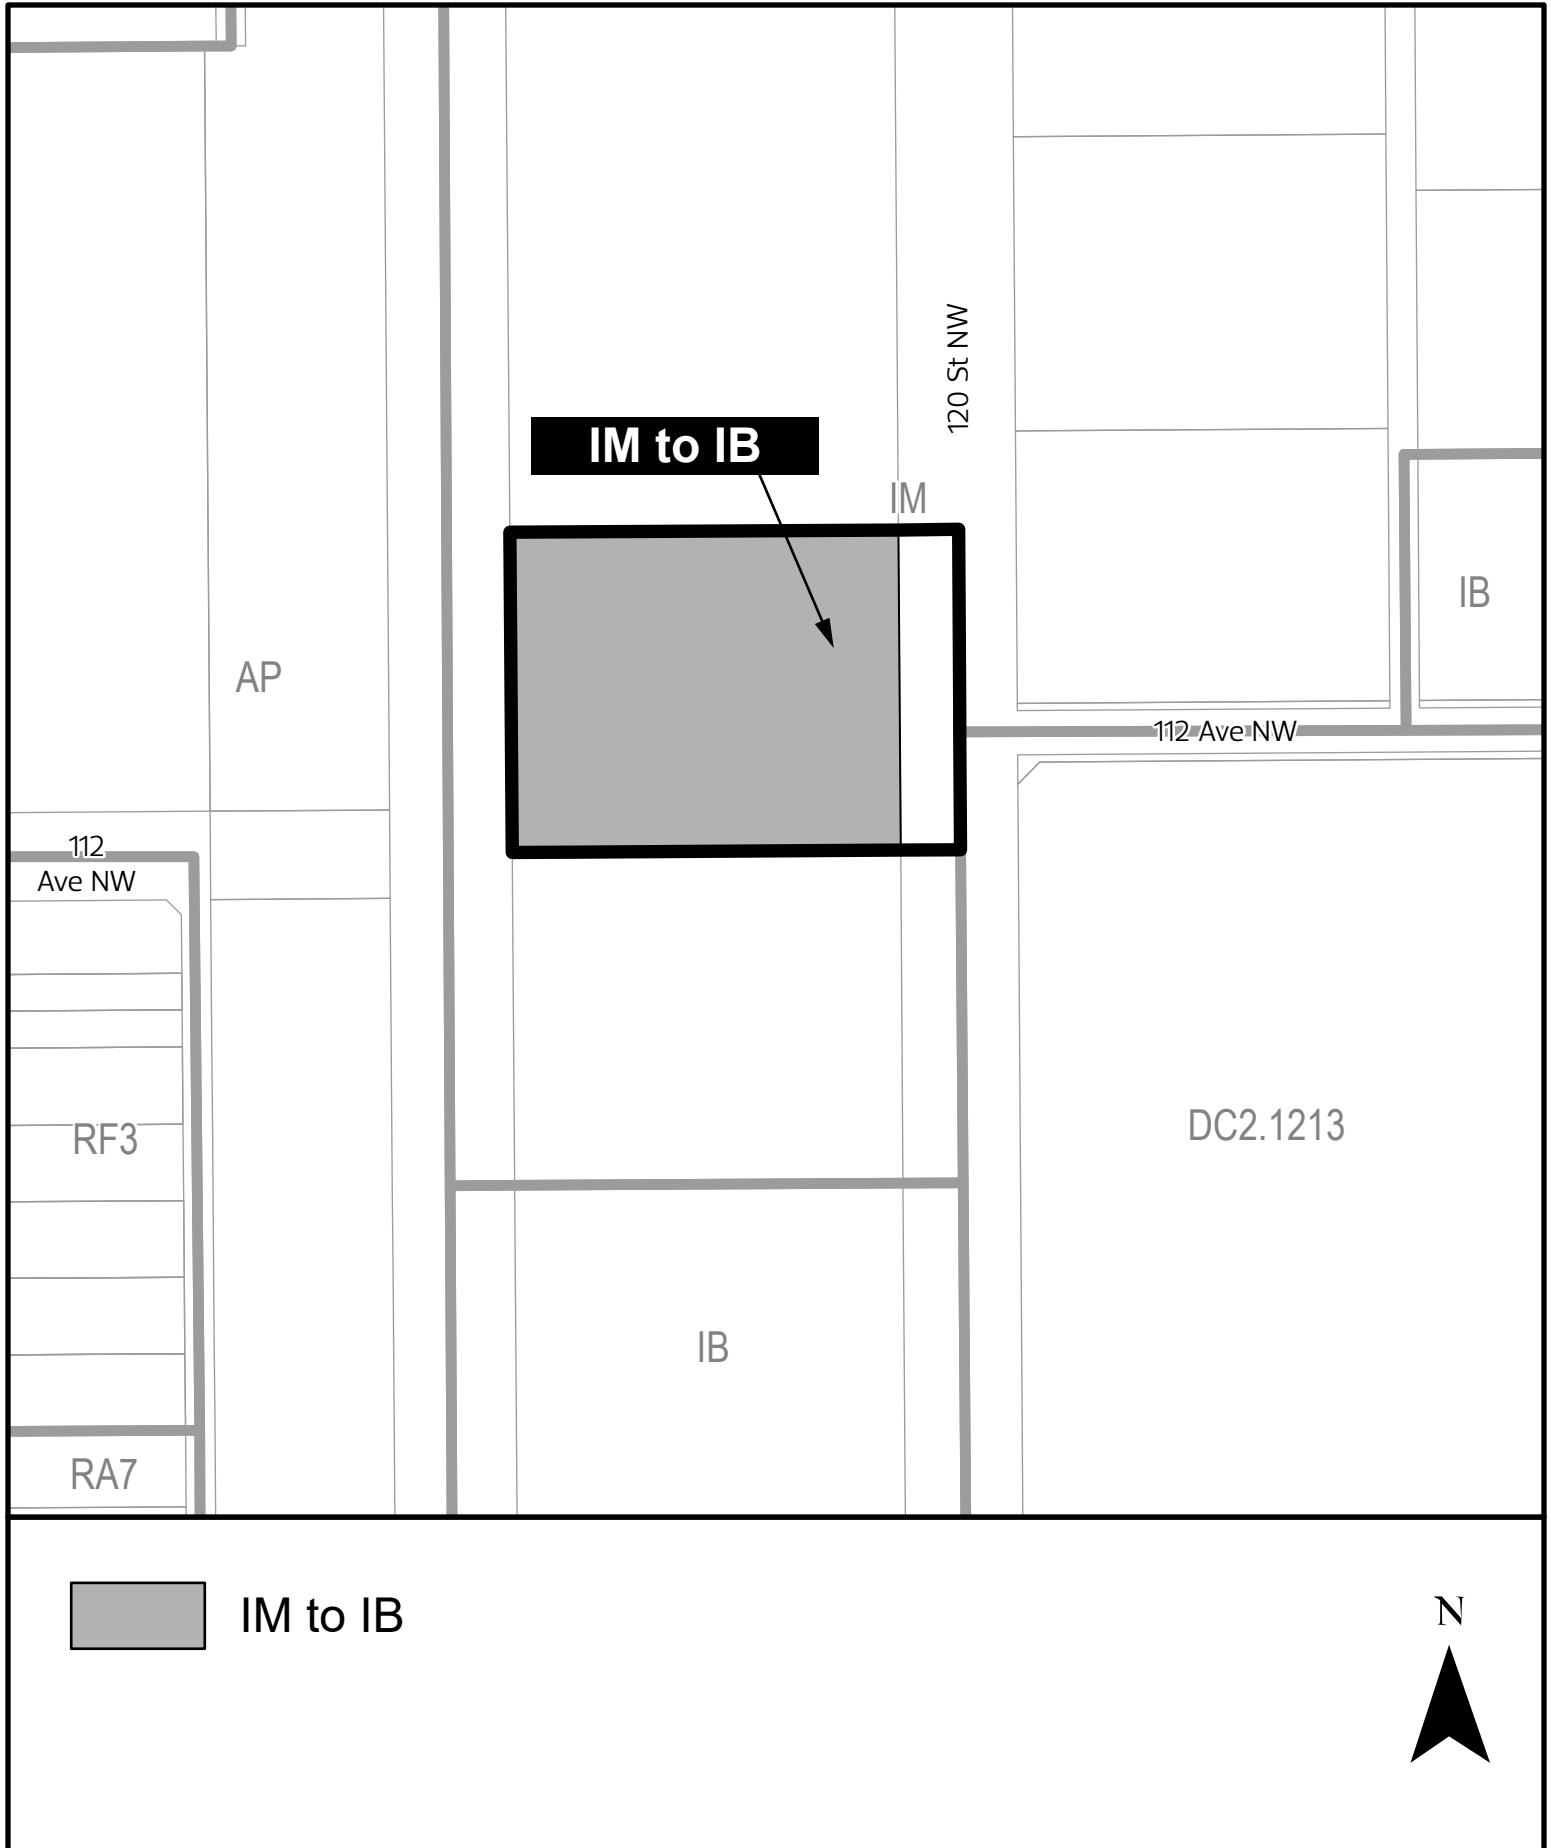 120 St NW
IM to IB
IM
IB
AP
112 Ave NW
112
Ave NW
RF3
DC2.1213
IB
RA7
IM to IB
N